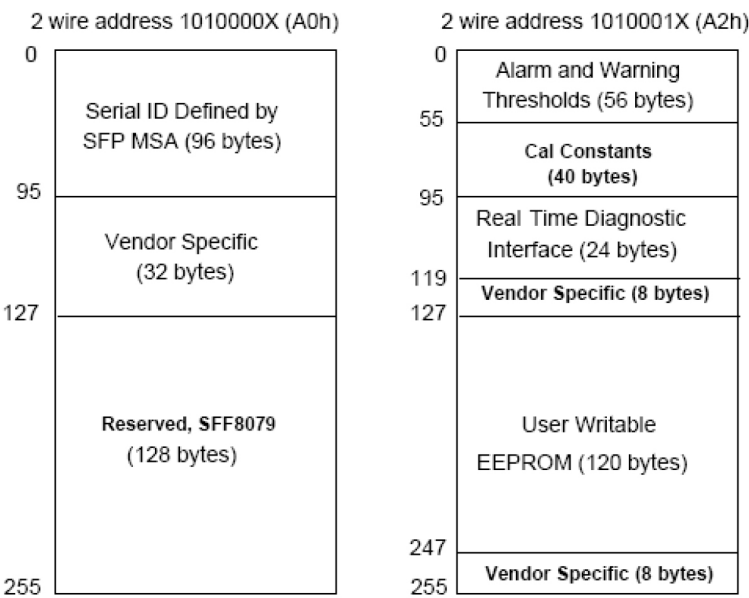 2 wire address 1010000X (A0h)
0
Serial ID Defined by
SFP MSA (96 bytes)
95
Vendor Specific
(32 bytes)
127
Reserved, SFF8079
(128 bytes)
255
2 wire address 1010001X (A2h)
0
Alarm and Warning
Thresholds (56 bytes)
55
Cal Constants
(40 bytes)
95
Real Time Diagnostic
Interface (24 bytes)
119
Vendor Specific (8 bytes)
127
User Writable
EEPROM (120 bytes)
247
Vendor Specific (8 bytes)
255